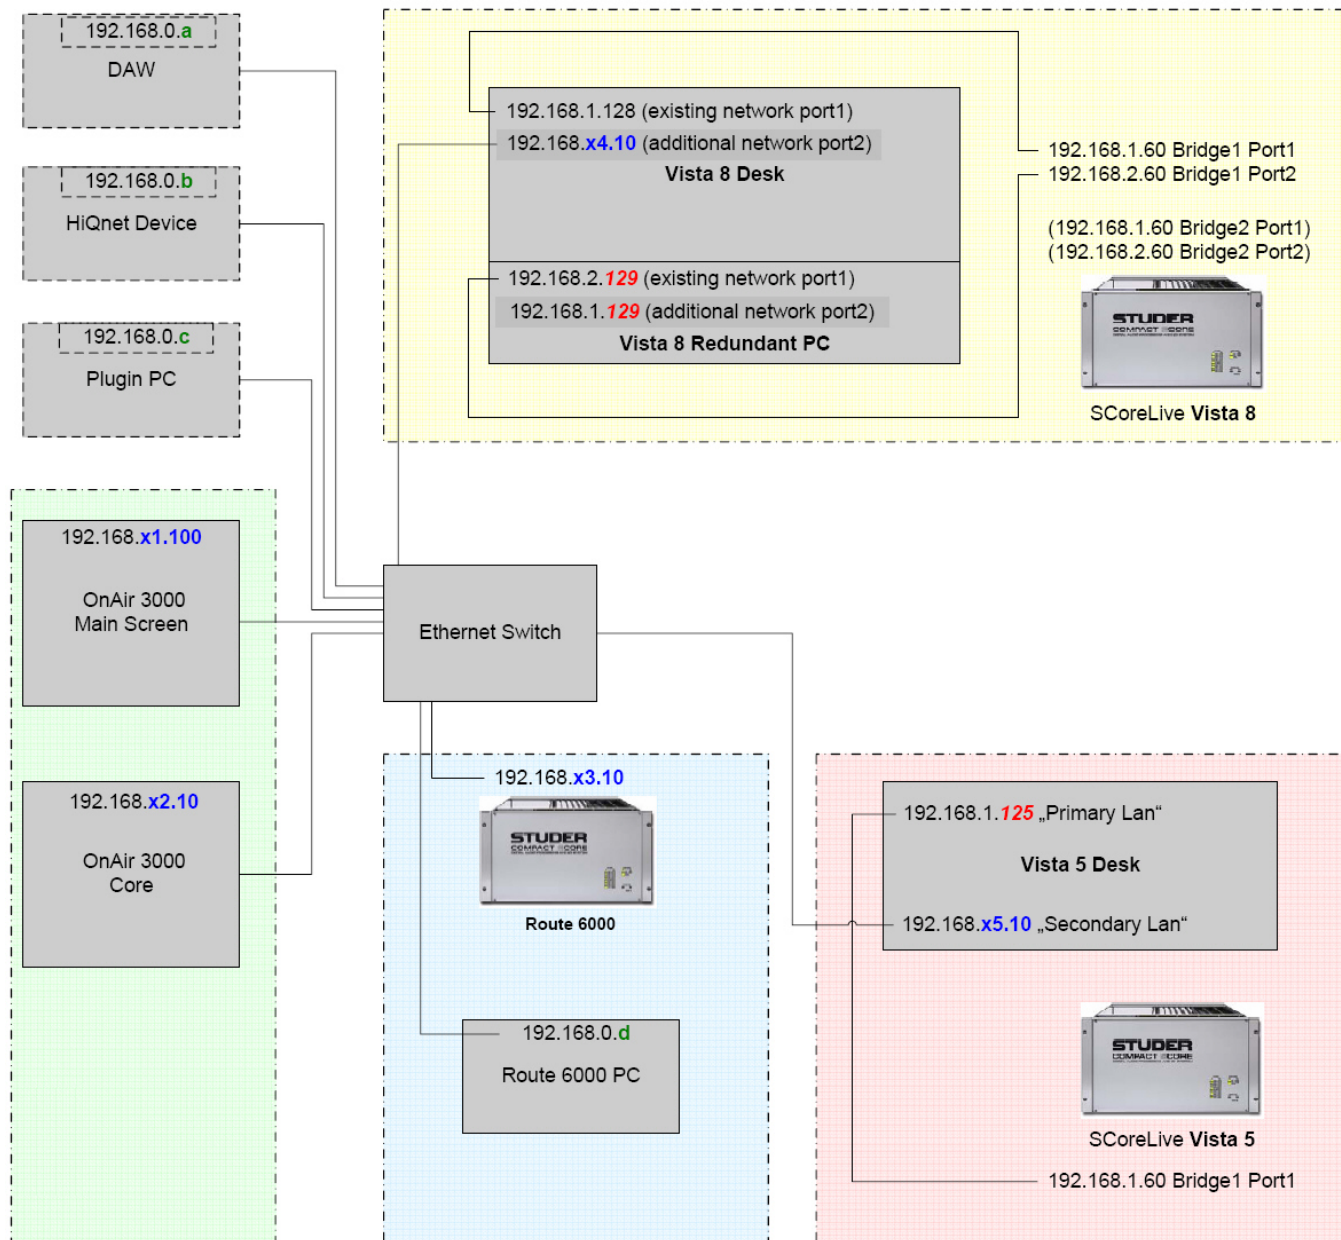 192.168.0.a
DAW
192.168.0.b
HiQnet Device
192.168.0.c
Plugin PC
192.168.1.128 (existing network port1)
192.168.x4.10 (additional network port2)
Vista 8 Desk
192.168.2.129 (existing network port1)
192.168.1.129 (additional network port2)
Vista 8 Redundant PC
192.168.1.60 Bridge1 Port1
192.168.2.60 Bridge1 Port2
(192.168.1.60 Bridge2 Port1)
(192.168.2.60 Bridge2 Port2)
STUDER
COMPACT SCORE
SCoreLive Vista 8
192.168.x1.100
OnAir 3000
Main Screen
192.168.x2.10
OnAir 3000
Core
Ethernet Switch
192.168.x3.10
STUDER
COMPACT SCORE
Route 6000
192.168.0.d
Route 6000 PC
192.168.1.125 „Primary Lan“
Vista 5 Desk
192.168.x5.10 „Secondary Lan“
STUDER
COMPACT SCORE
SCoreLive Vista 5
192.168.1.60 Bridge1 Port1